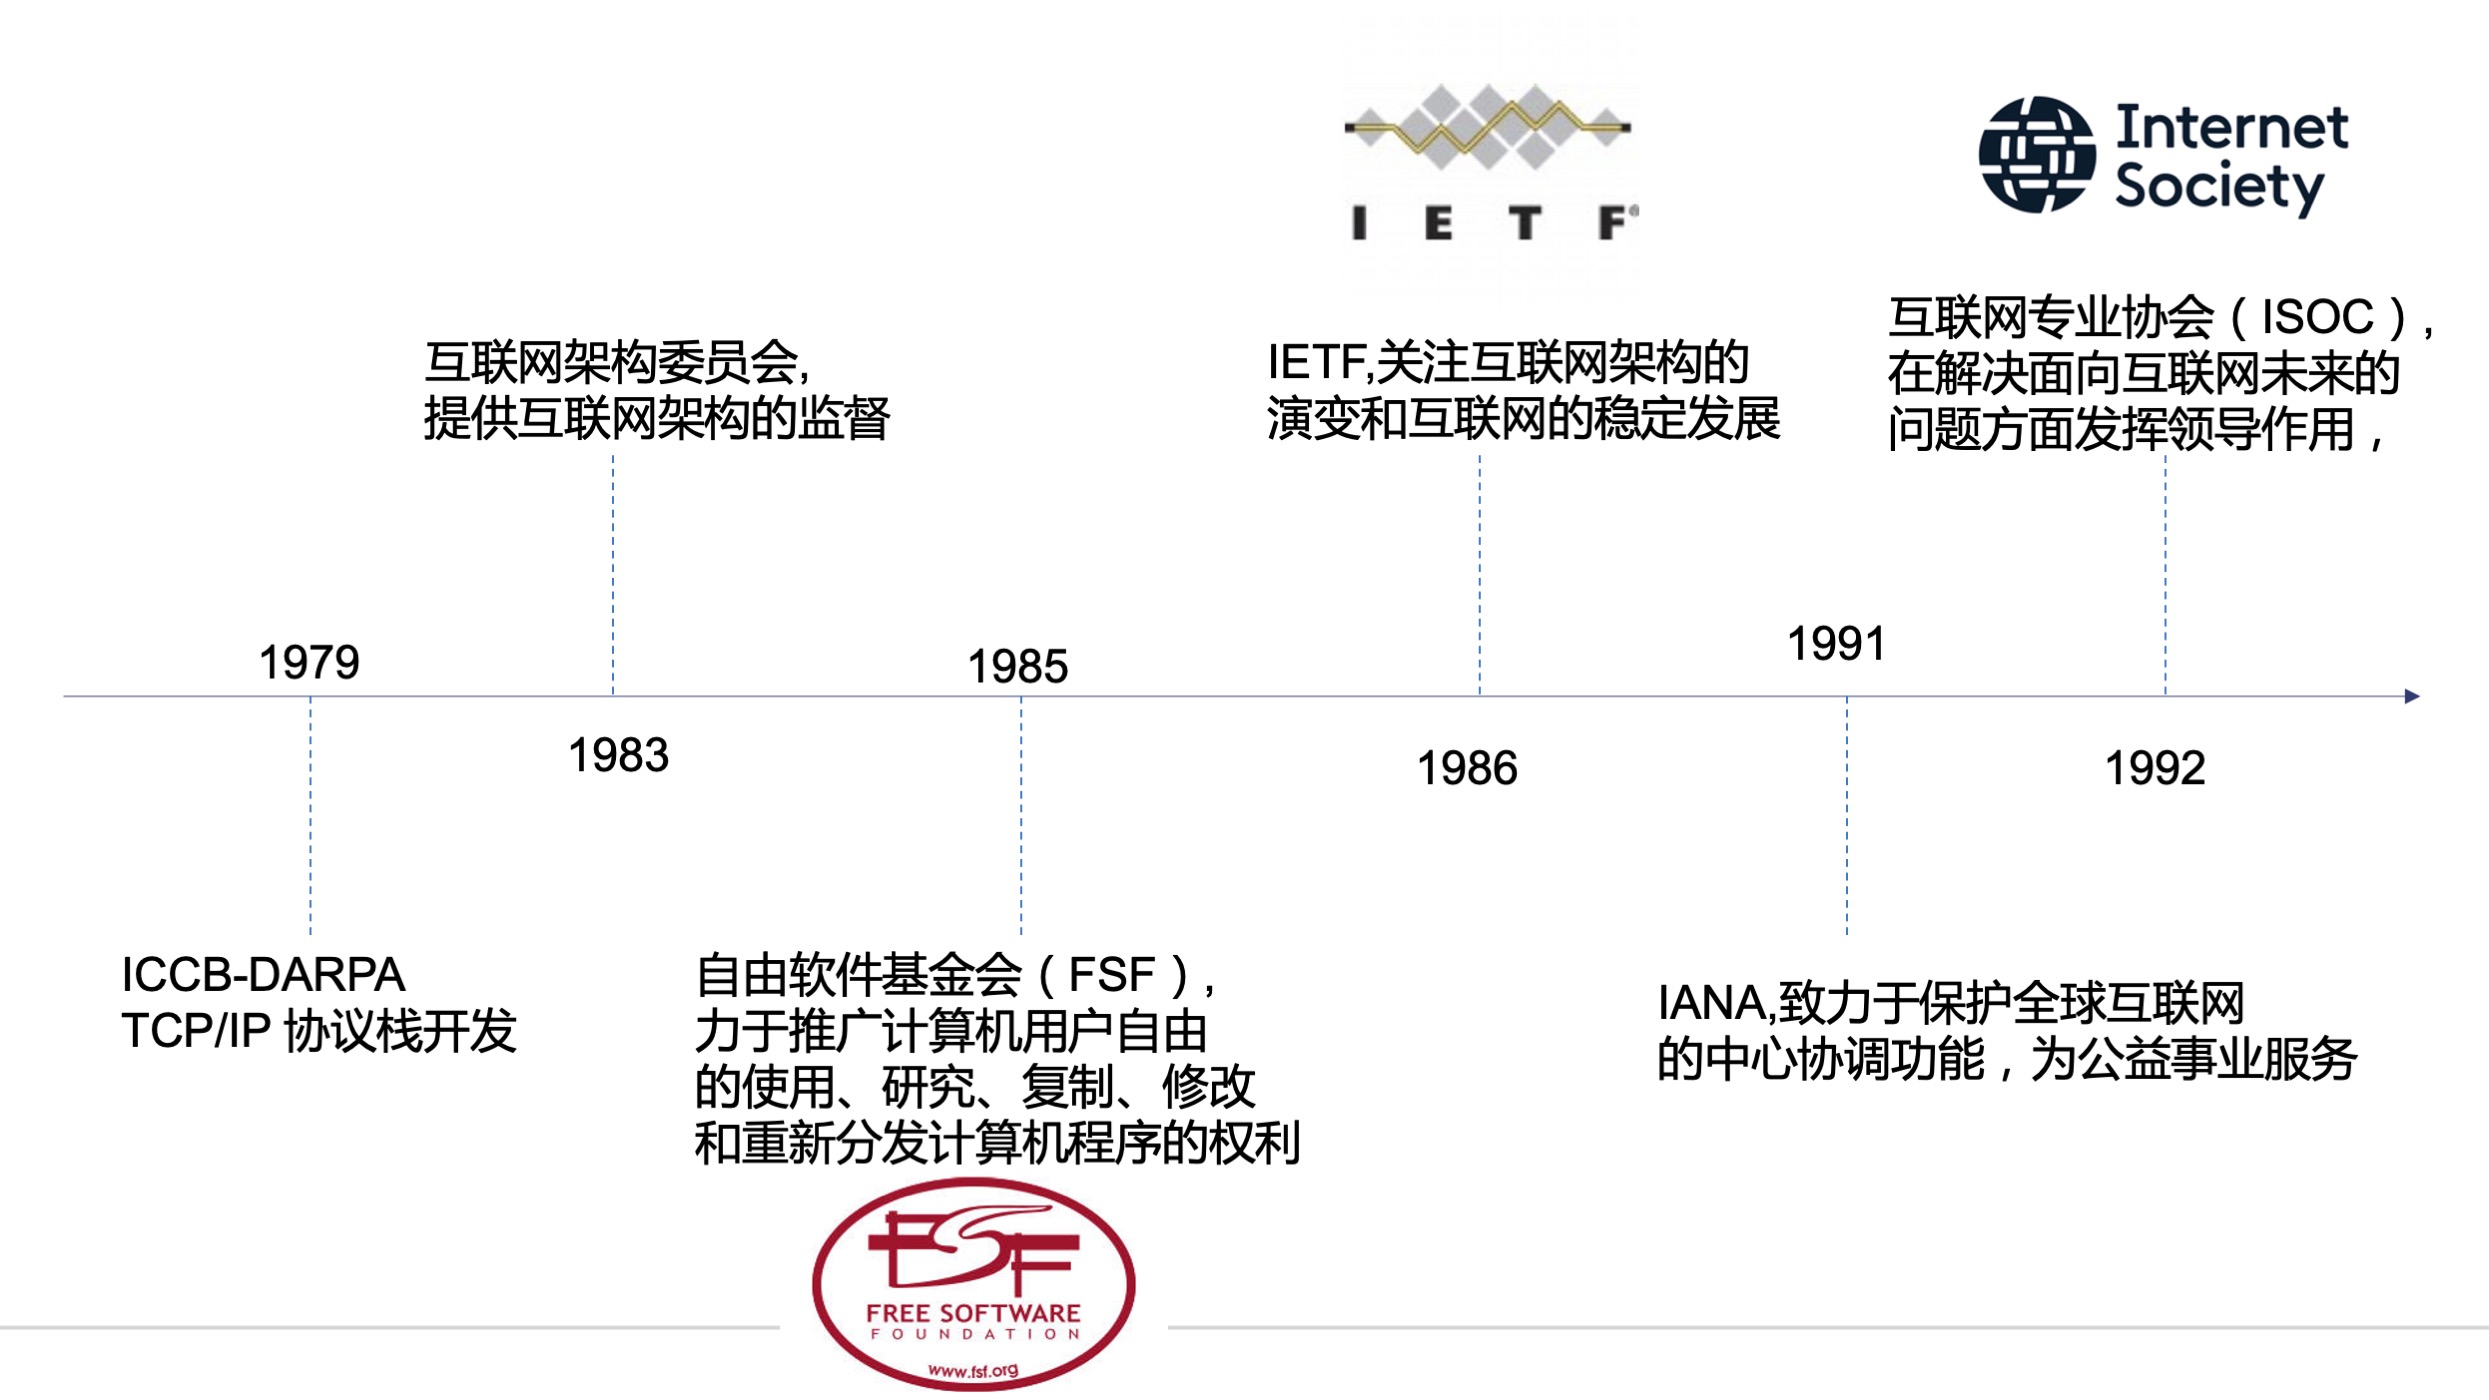 I E T F®
Internet
Society
互联网架构委员会,
提供互联网架构的监督
IETF,关注互联网架构的
演变和互联网的稳定发展
互联网专业协会（ISOC）,
在解决面向互联网未来的
问题方面发挥领导作用，
1979
1983
1985
1986
1991
1992
ICCB-DARPA
TCP/IP 协议栈开发
自由软件基金会（FSF）,
力于推广计算机用户自由
的使用、研究、复制、修改
和重新分发计算机程序的权利
IANA,致力于保护全球互联网
的中心协调功能，为公益事业服务
FSF
FREE SOFTWARE
FOUNDATION
www.fsf.org